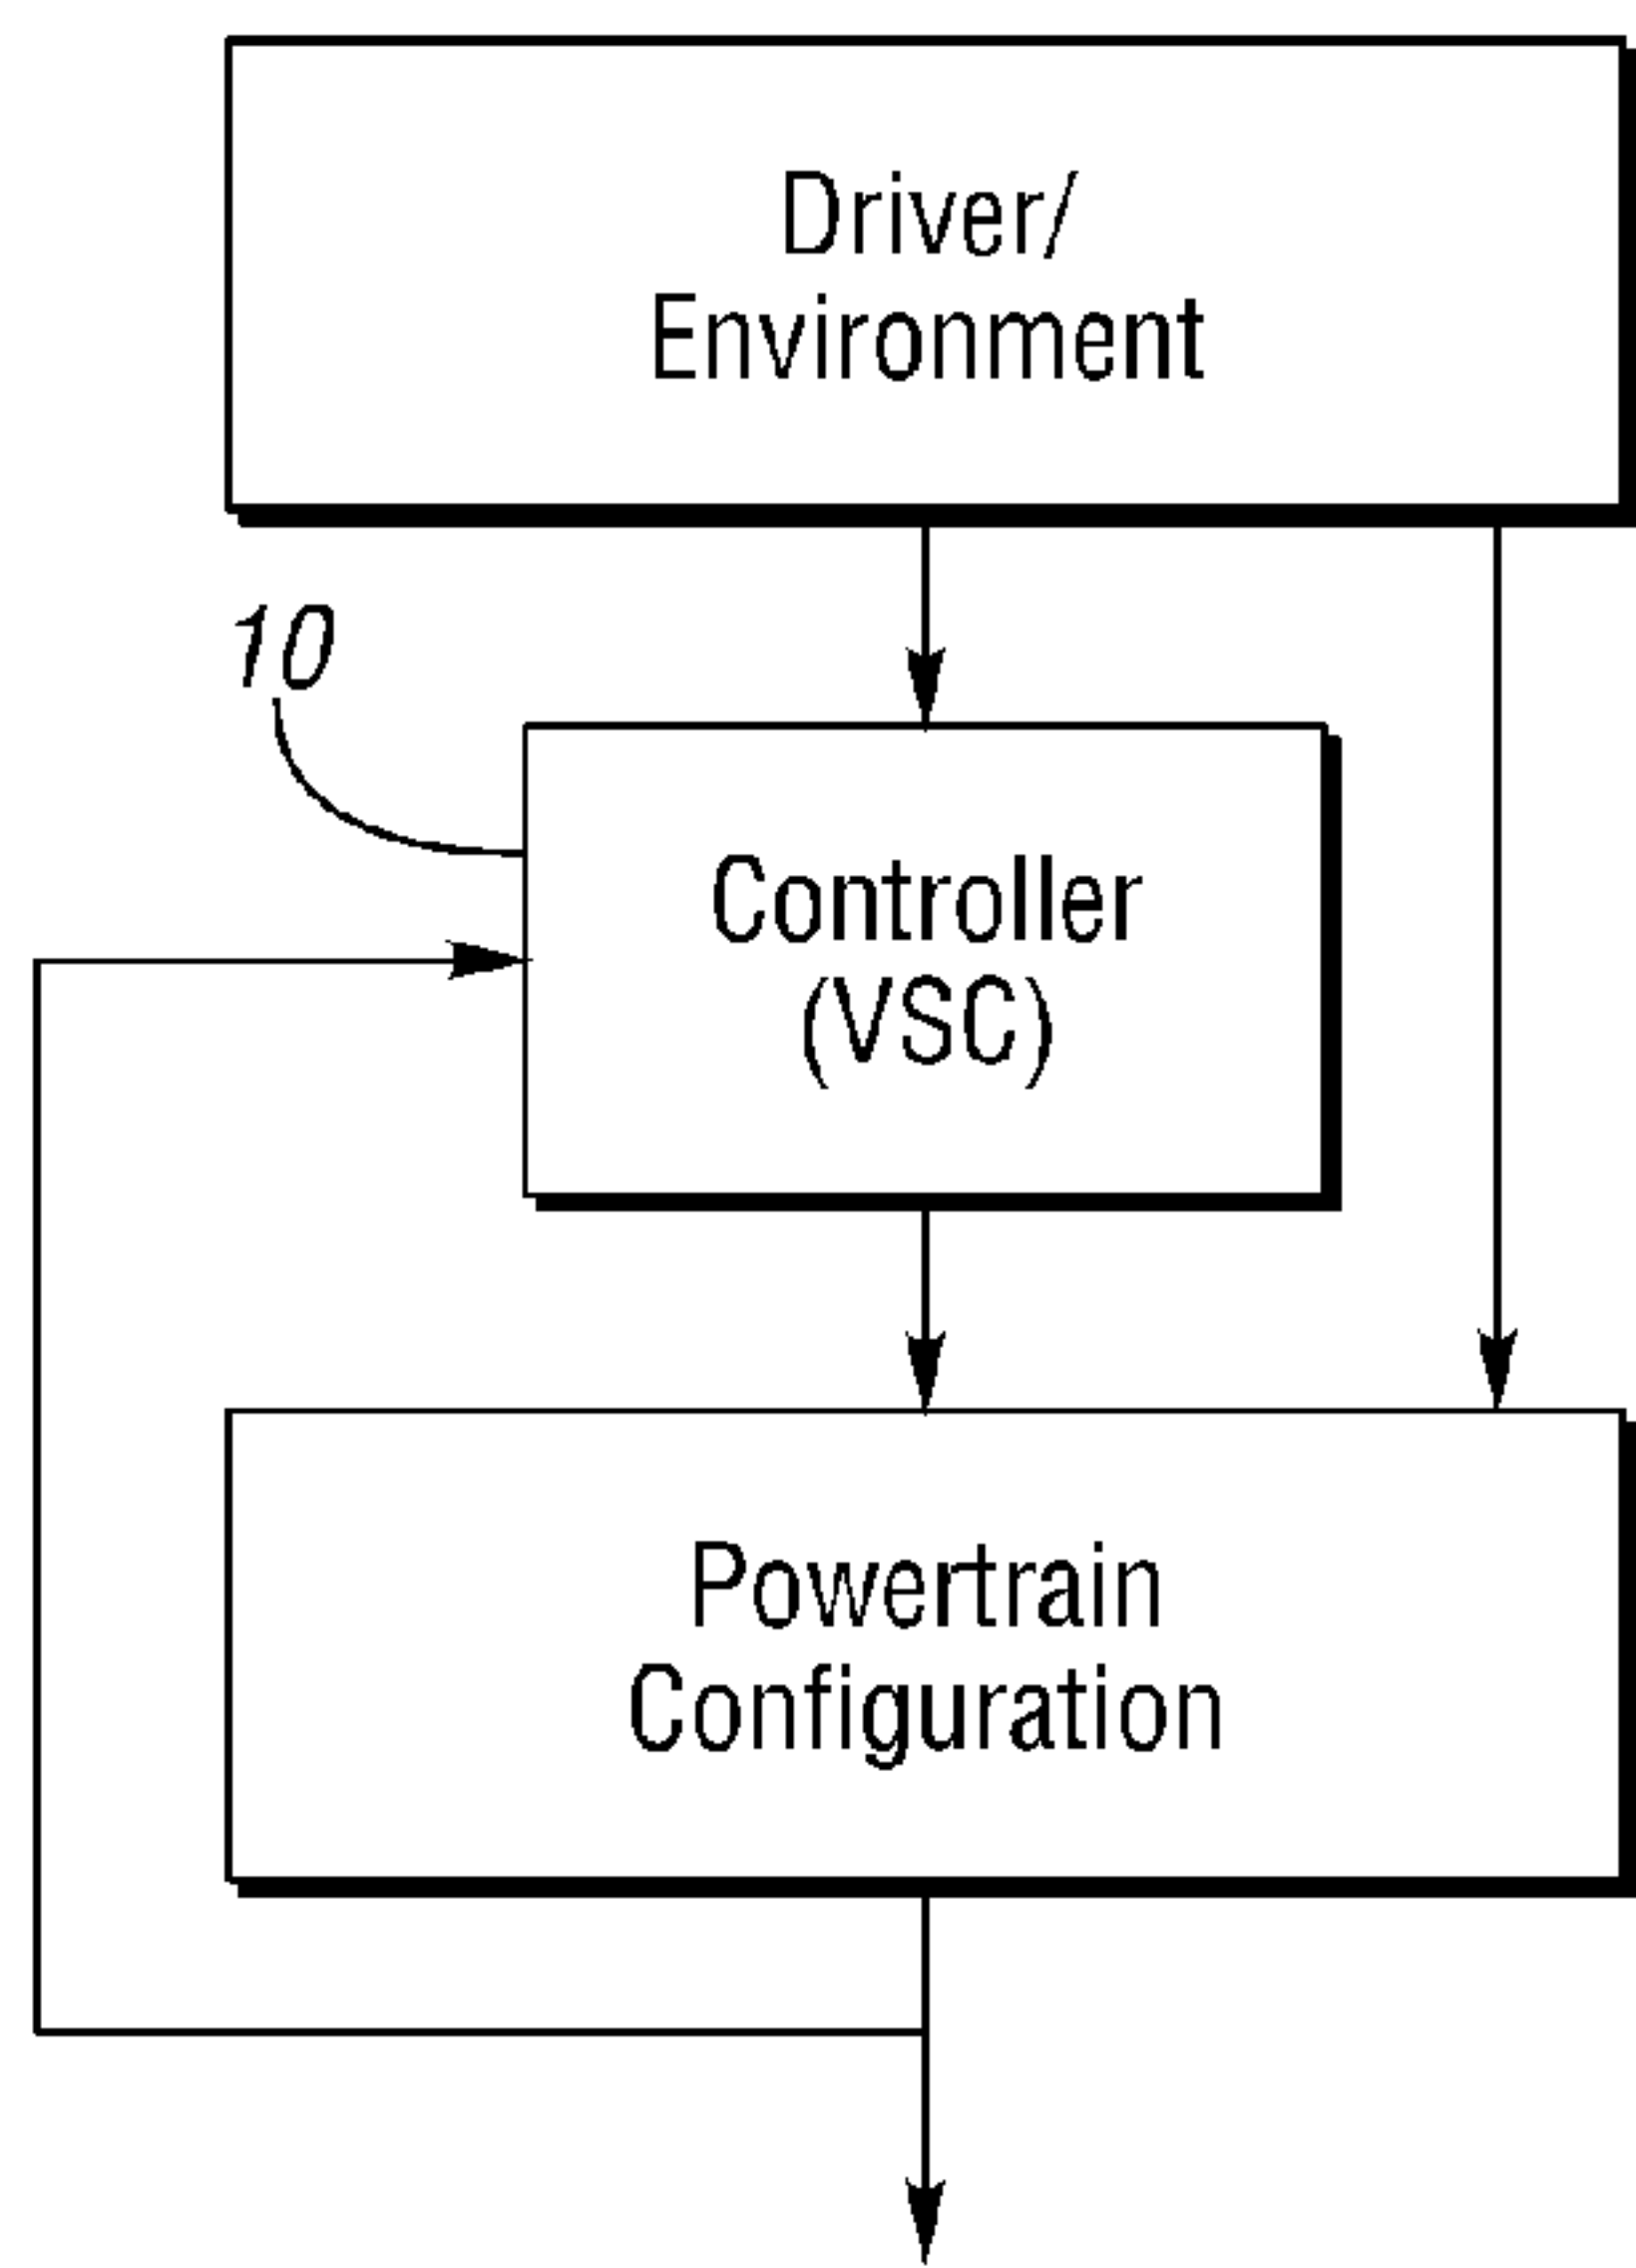 Driver/
Environment
10
Controller
(VSC)
Powertrain
Configuration